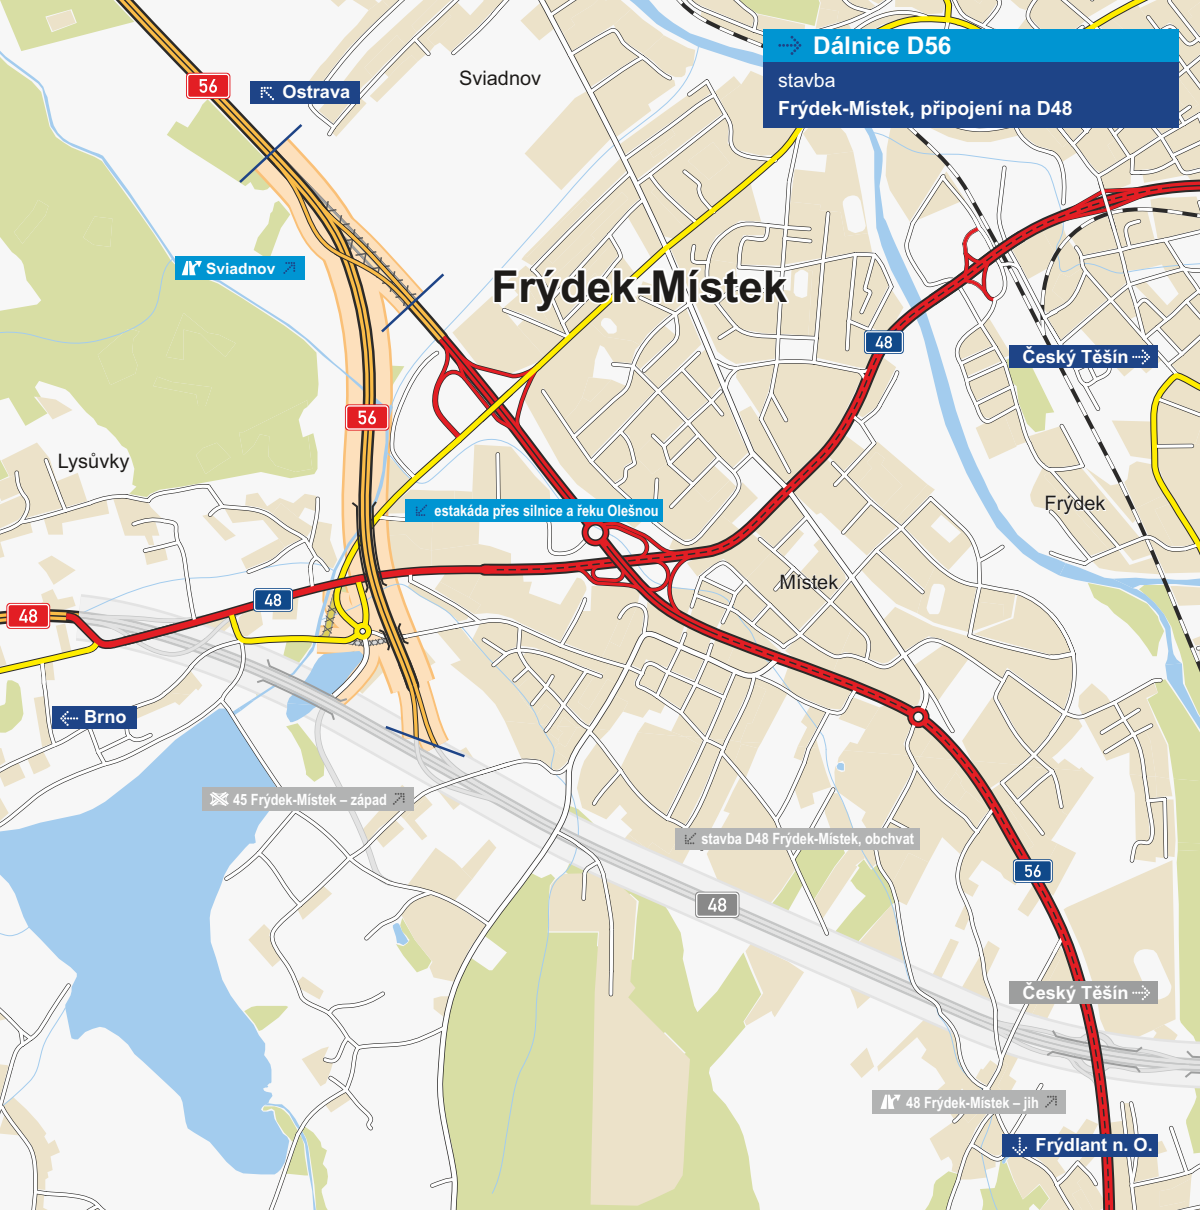 Dálnice D56
stavba
Frýdek-Místek, připojení na D48
56
Ostrava
Sviadnov
Sviadnov
Frýdek-Místek
48
Český Těšín
56
Lysůvky
estakáda přes silnice a řeku Olešnou
Frýdek
Místek
48
48
Brno
45 Frýdek-Místek – západ
stavba D48 Frýdek-Místek, obchvat
56
48
Český Těšín
48 Frýdek-Místek – jih
Frýdlant n. O.